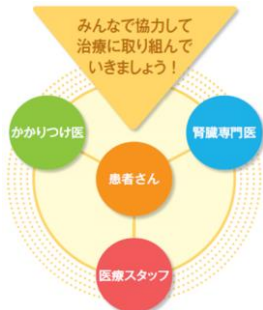 みんなで協力して
治療に取り組んで
いきましょう！
かかりつけ医
腎臓専門医
患者さん
医療スタッフ